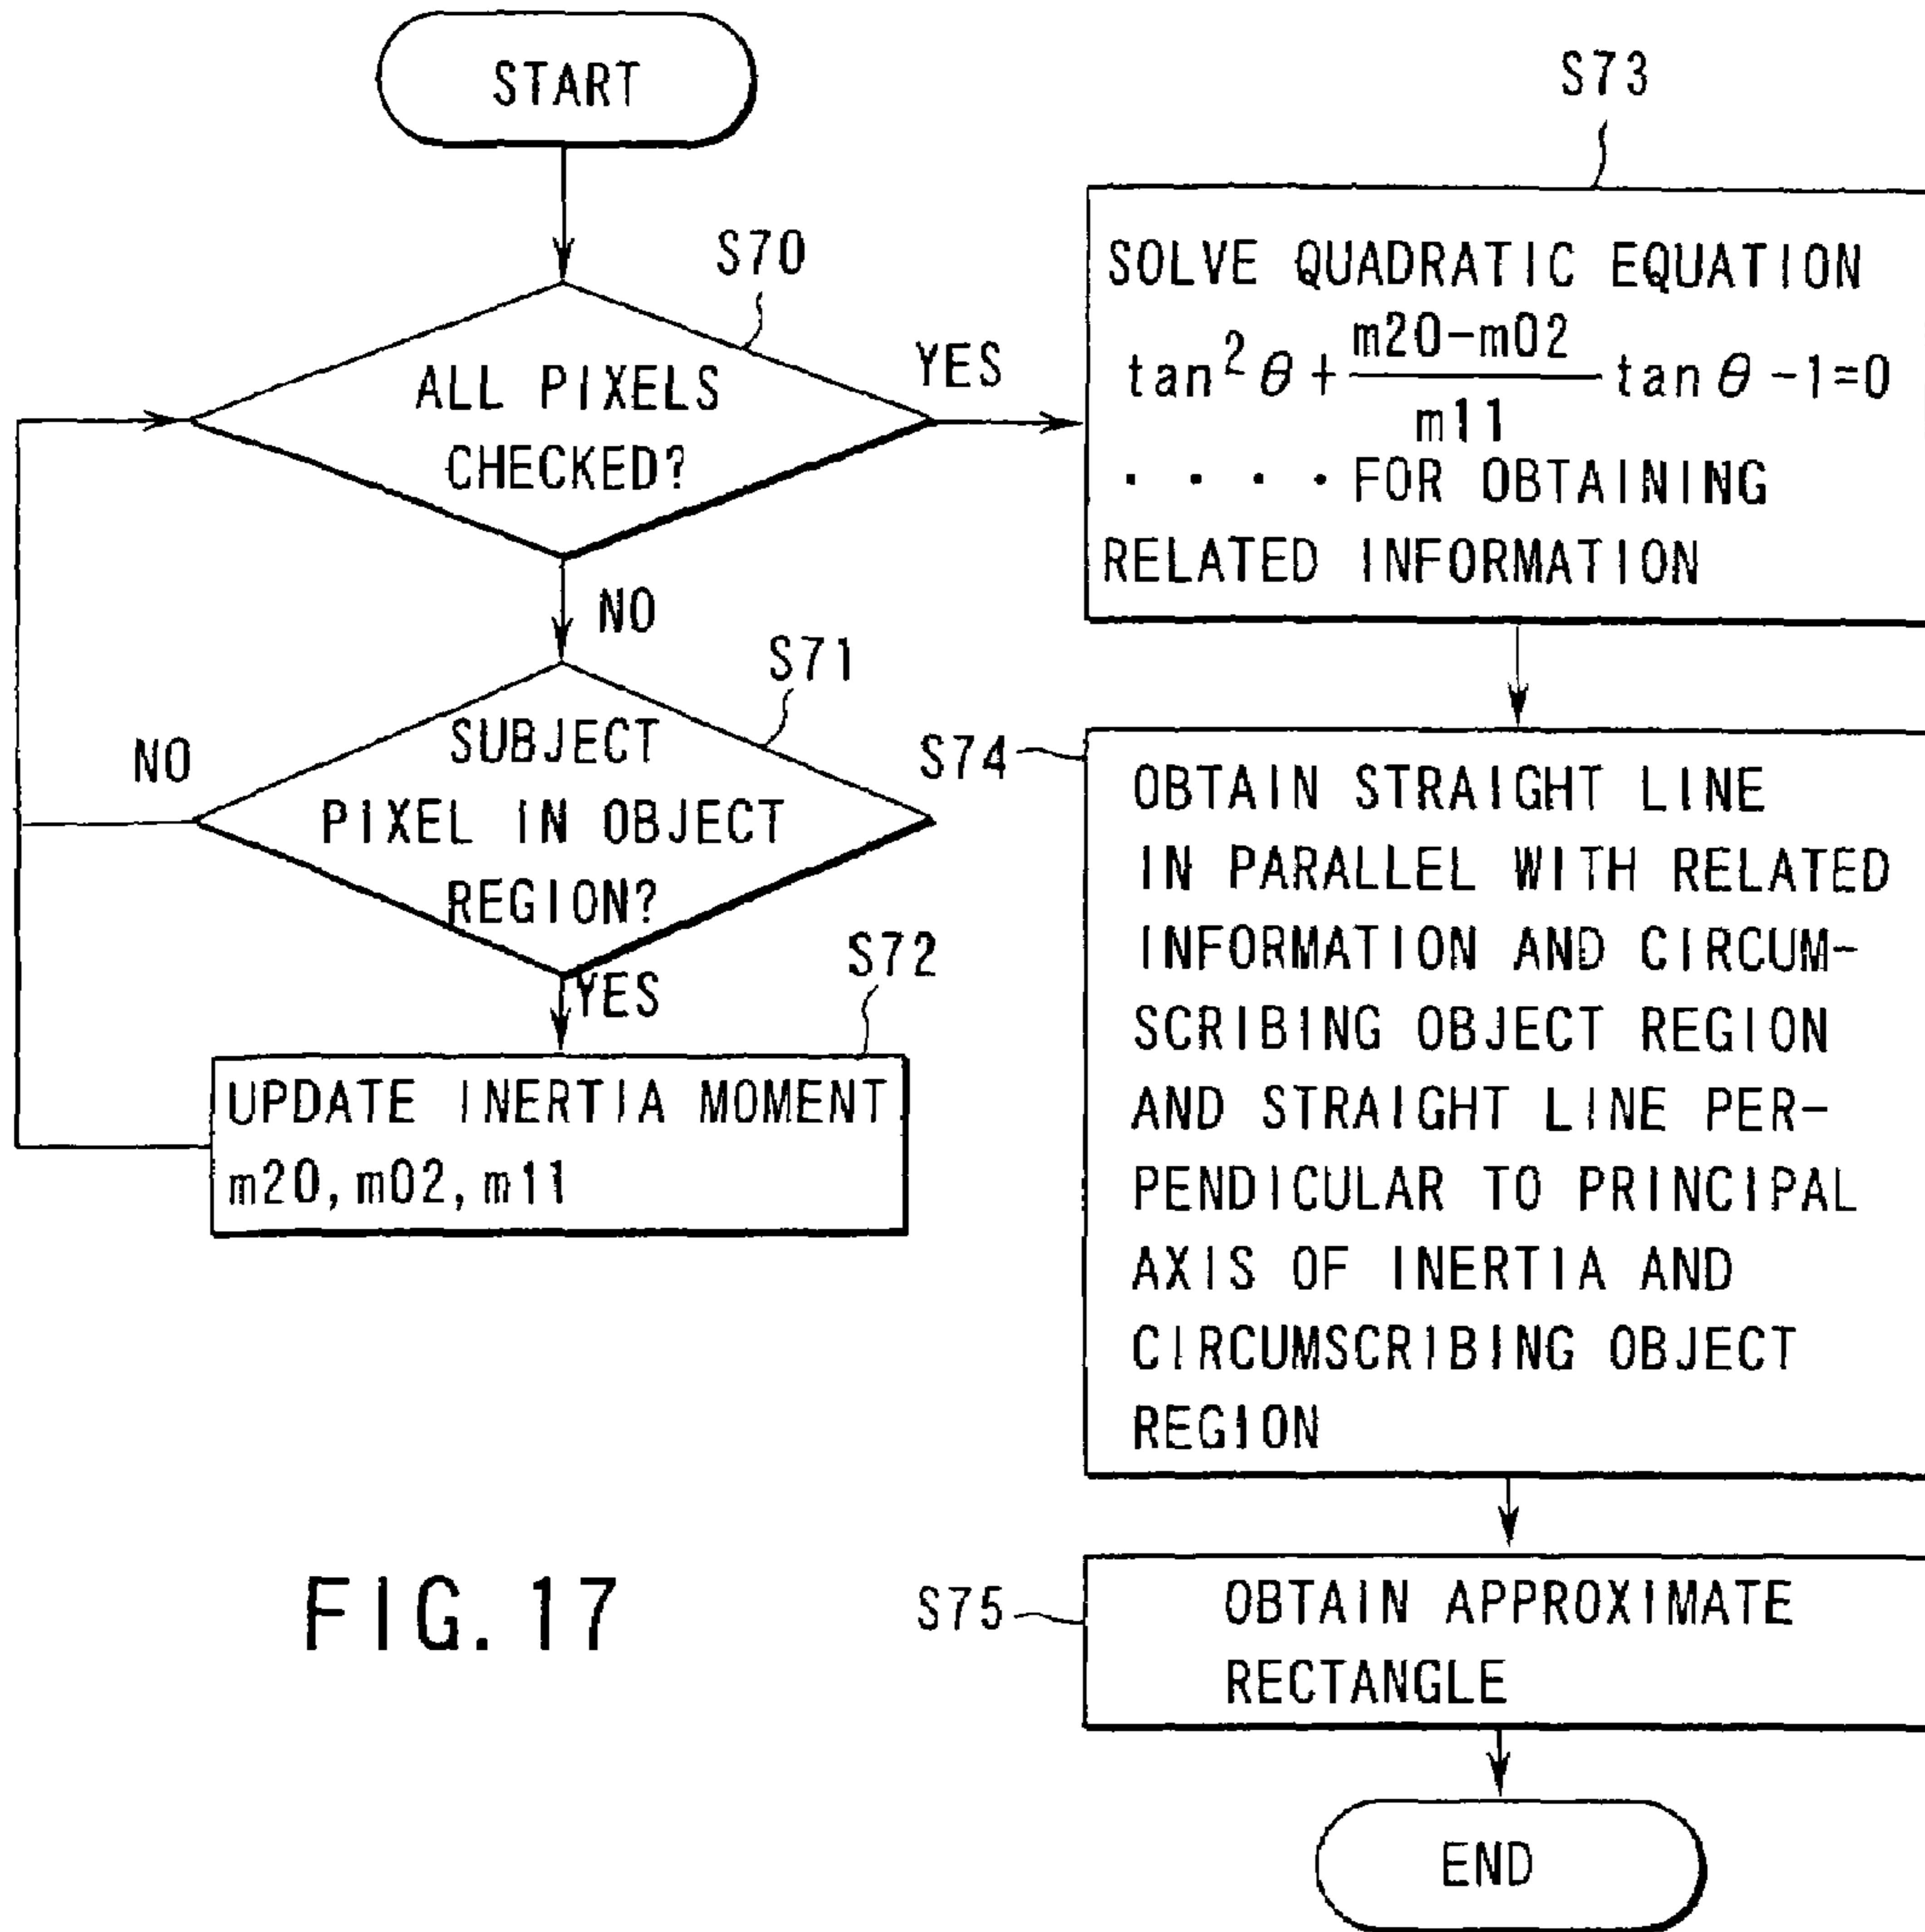 START
S70
ALL PIXELS
CHECKED?
YES
NO
S71
SUBJECT
PIXEL IN OBJECT
REGION?
NO
YES
S72
UPDATE INERTIA MOMENT
m20, m02, m11
S73
SOLVE QUADRATIC EQUATION
tan² θ + (m20-m02)/m11 tan θ -1=0
· · · · FOR OBTAINING
RELATED INFORMATION
S74
OBTAIN STRAIGHT LINE
IN PARALLEL WITH RELATED
INFORMATION AND CIRCUM-
SCRIBING OBJECT REGION
AND STRAIGHT LINE PER-
PENDICULAR TO PRINCIPAL
AXIS OF INERTIA AND
CIRCUMSCRIBING OBJECT
REGION
S75
OBTAIN APPROXIMATE
RECTANGLE
END
FIG. 17